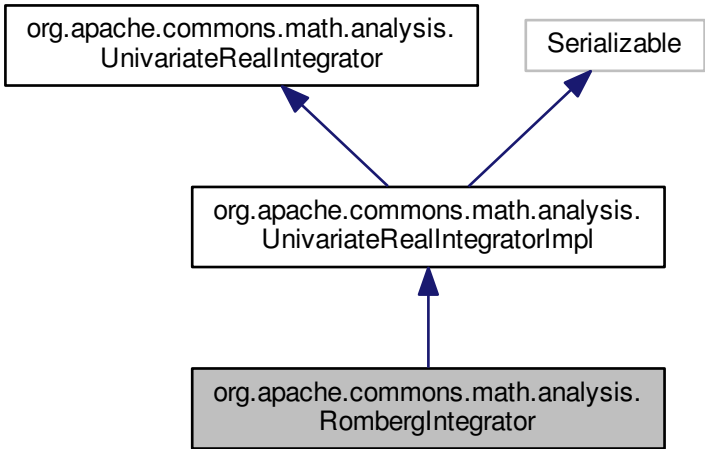 org.apache.commons.math.analysis.
UnivariateRealIntegrator
Serializable
org.apache.commons.math.analysis.
UnivariateRealIntegratorImpl
org.apache.commons.math.analysis.
RombergIntegrator